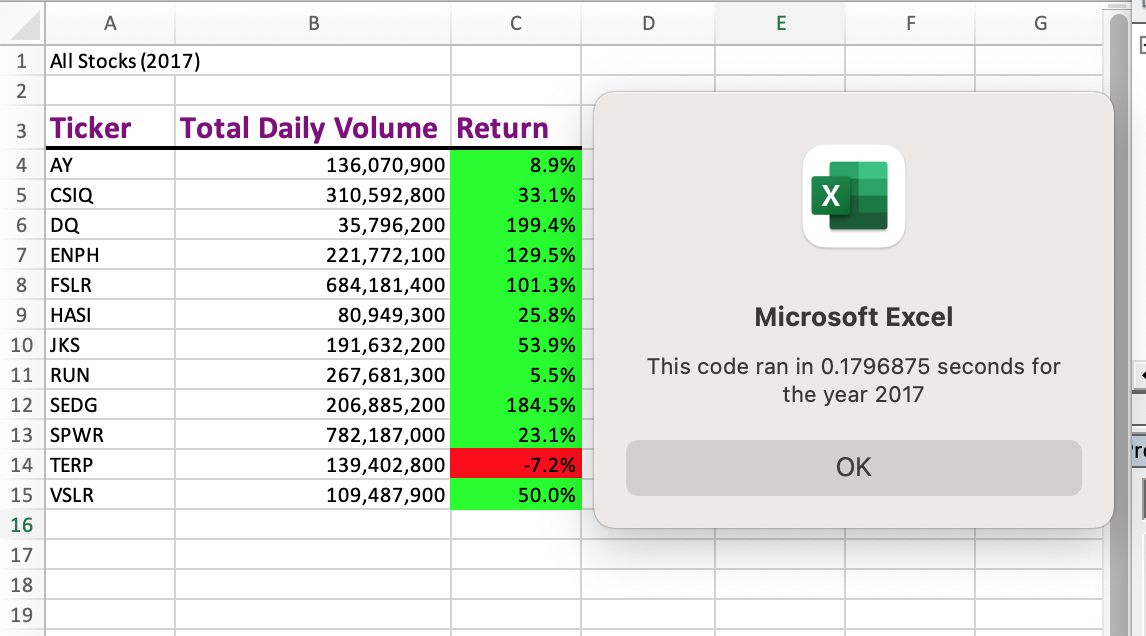 A B C D E F G
1 All Stocks (2017)
2
3 Ticker Total Daily Volume Return
4 AY 136,070,900 8.9%
5 CSIQ 310,592,800 33.1%
6 DQ 35,796,200 199.4%
7 ENPH 221,772,100 129.5%
8 FSLR 684,181,400 101.3%
9 HASI 80,949,300 25.8%
10 JKS 191,632,200 53.9%
11 RUN 267,681,300 5.5%
12 SEDG 206,885,200 184.5%
13 SPWR 782,187,000 23.1%
14 TERP 139,402,800 -7.2%
15 VSLR 109,487,900 50.0%
16
17
18
19
X
Microsoft Excel
This code ran in 0.1796875 seconds for
the year 2017
OK